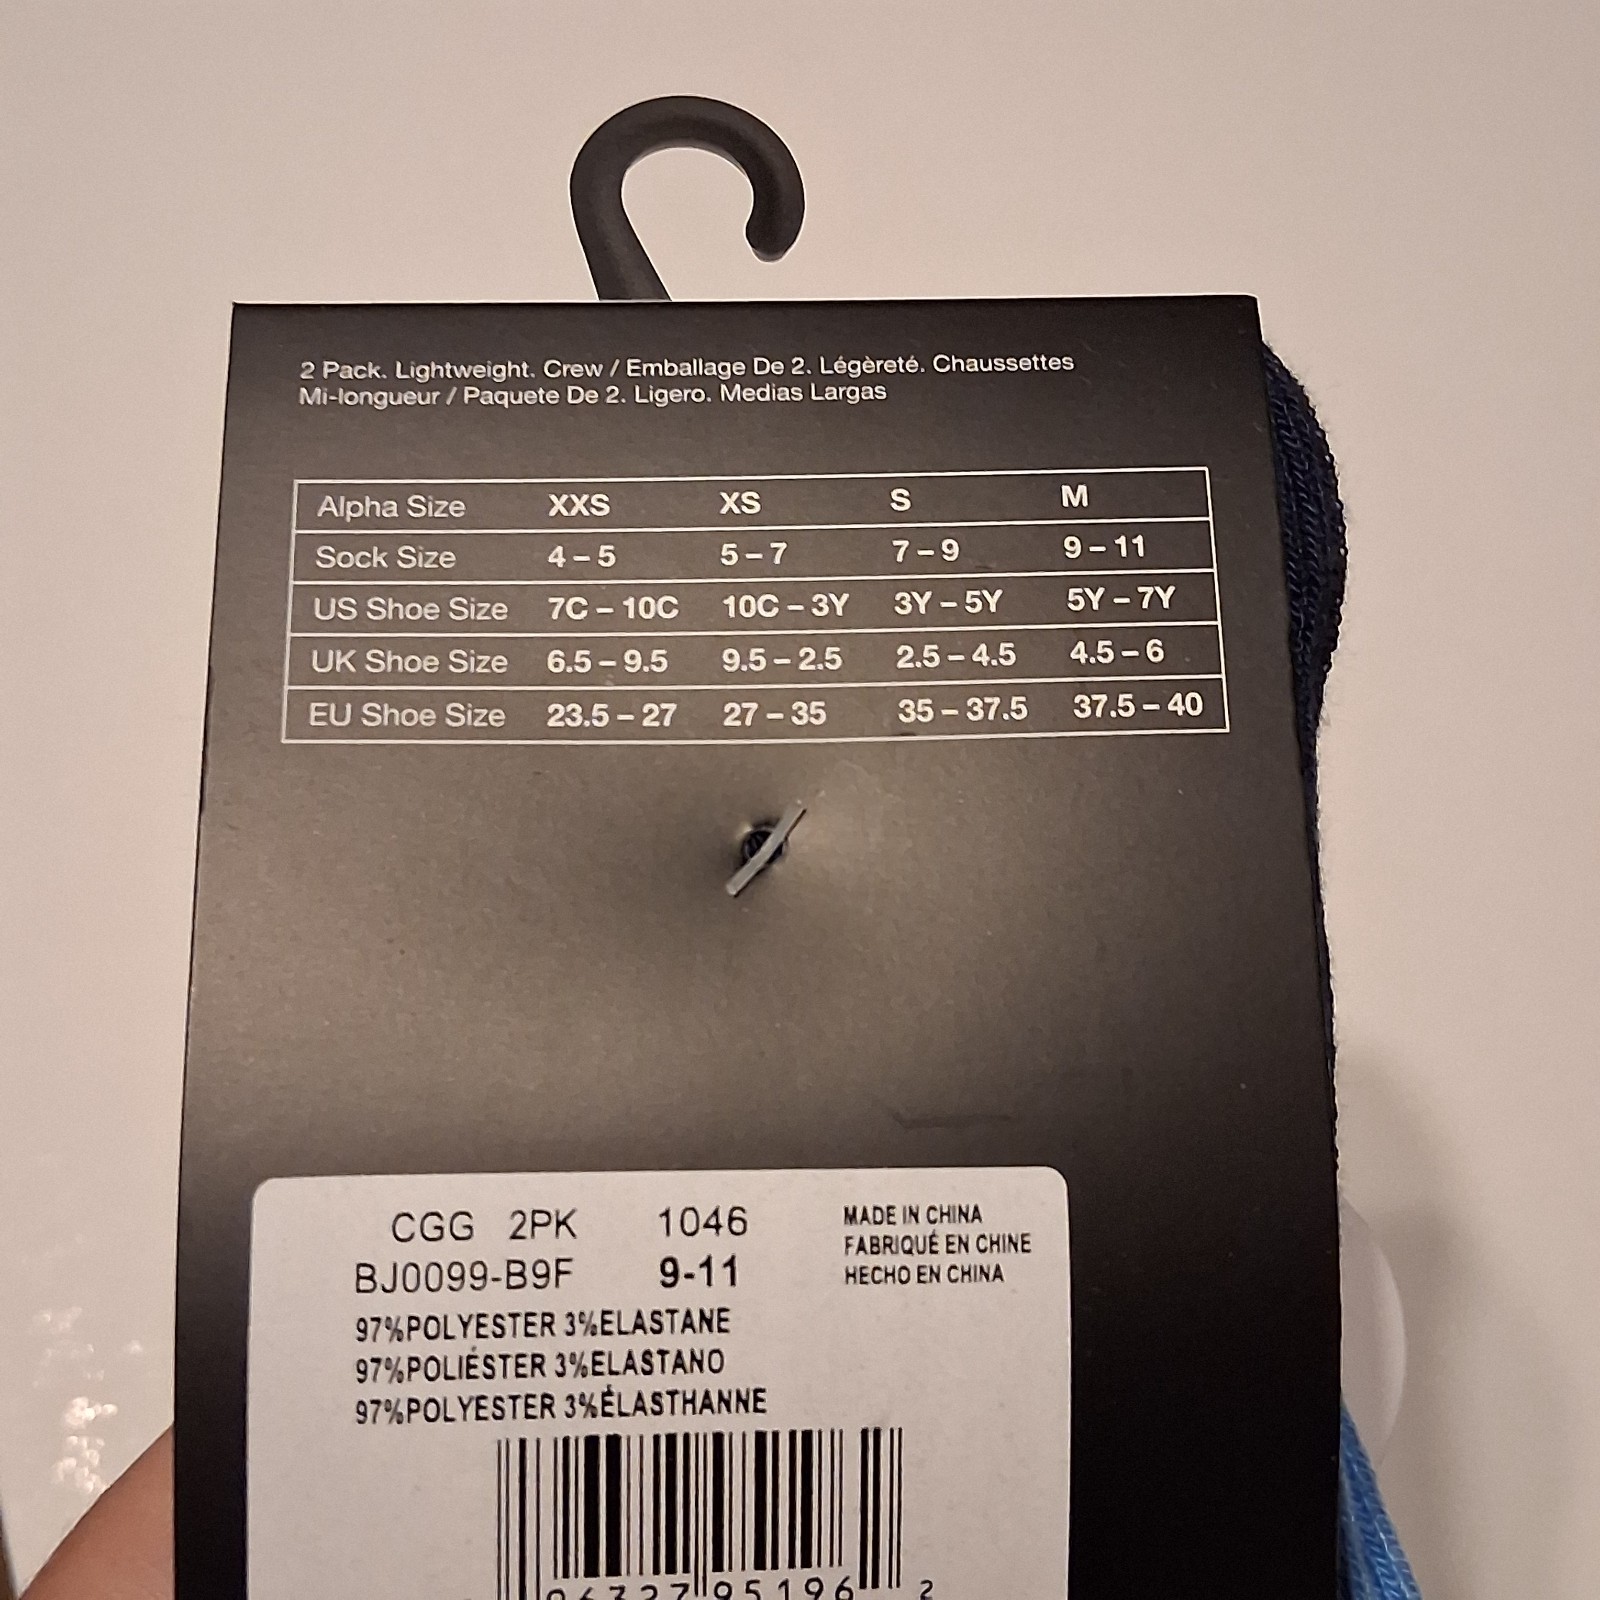 2 Pack. Lightweight. Crew / Emballage De 2. Légèreté. Chaussettes
Mi-longueur / Paquete De 2. Ligero. Medias Largas
Alpha Size XXS XS S M
Sock Size 4 – 5 5 – 7 7 – 9 9 – 11
US Shoe Size 7C – 10C 10C – 3Y 3Y – 5Y 5Y – 7Y
UK Shoe Size 6.5 – 9.5 9.5 – 2.5 2.5 – 4.5 4.5 – 6
EU Shoe Size 23.5 – 27 27 – 35 35 – 37.5 37.5 – 40
CGG 2PK 1046
BJ0099-B9F 9-11
MADE IN CHINA
FABRIQUÉ EN CHINE
HECHO EN CHINA
97%POLYESTER 3%ELASTANE
97%POLIÉSTER 3%ELASTANO
97%POLYESTER 3%ÉLASTHANNE
95196 2